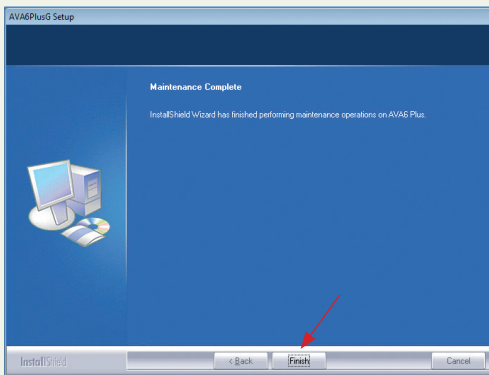 AVA6PlusG Setup
Maintenance Complete
InstallShield Wizard has finished performing maintenance operations on AVA6 Plus.
InstallShield
< Back
Finish
Cancel